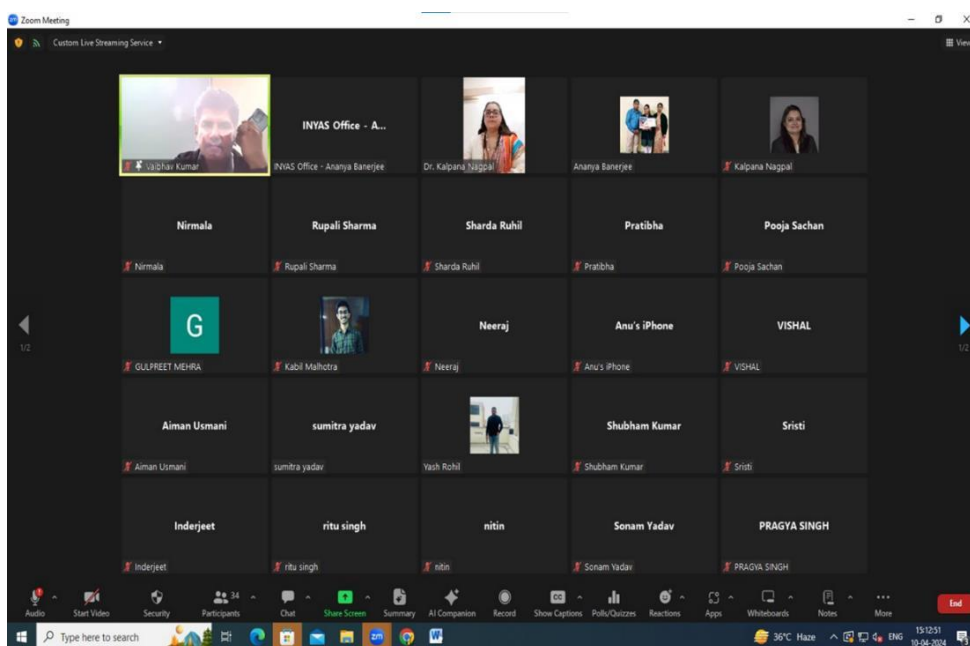 zm Zoom Meeting
Custom Live Streaming Service
View
Vaibhav Kumar
INYAS Office - A...
INYAS Office - Ananya Banerjee
Dr. Kalpana Nagpal
Ananya Banerjee
Kalpana Nagpal
Nirmala
Nirmala
Rupali Sharma
Rupali Sharma
Sharda Ruhil
Sharda Ruhil
Pratibha
Pratibha
Pooja Sachan
Pooja Sachan
1/2
G
GULPREET MEHRA
Kabil Malhotra
Neeraj
Neeraj
Anu's iPhone
Anu's iPhone
VISHAL
VISHAL
1/2
Aiman Usmani
Aiman Usmani
sumitra yadav
sumitra yadav
Yash Rohil
Shubham Kumar
Shubham Kumar
Sristi
Sristi
Inderjeet
Inderjeet
ritu singh
ritu singh
nitin
nitin
Sonam Yadav
Sonam Yadav
PRAGYA SINGH
PRAGYA SINGH
34
CC
Audio Start Video Security Participants Chat Share Screen Summary AI Companion Record Show Captions Polls/Quizzes Reactions Apps Whiteboards Notes More End
Type here to search
zm
W
36°C Haze
ENG
15:12:51
10-04-2024